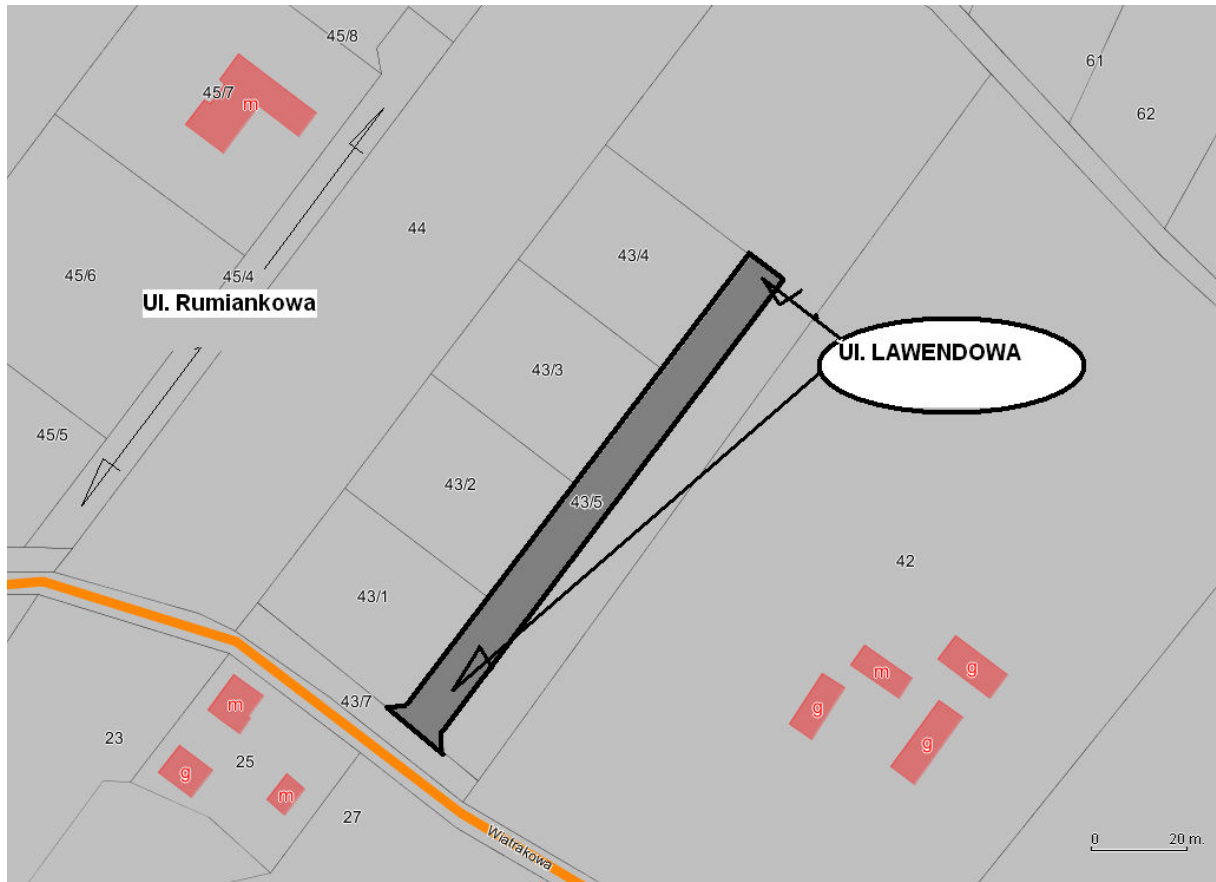 45/8
61
45/7
m
62
44
43/4
45/6
45/4
Ul. Rumiankowa
Ul. LAWENDOWA
43/3
45/5
43/2
43/5
42
43/1
m
g
g
43/7
m
g
23
25
g
m
27
Wiatrakowa
0 20 m.